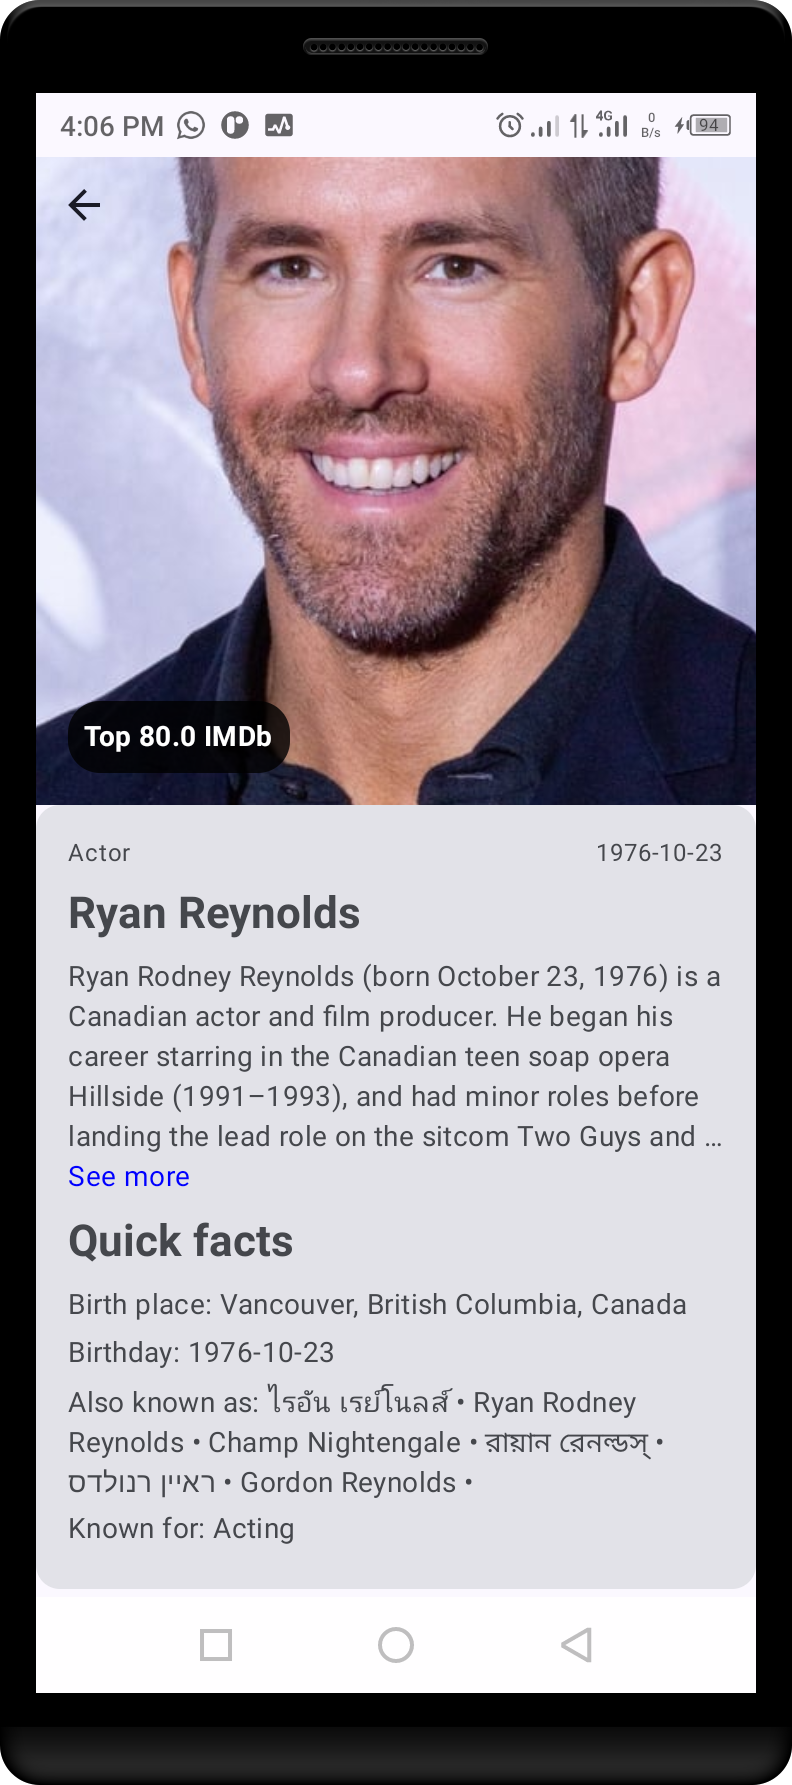 4:06 PM
4G
0
B/s
94
Top 80.0 IMDb
Actor
1976-10-23
Ryan Reynolds
Ryan Rodney Reynolds (born October 23, 1976) is a
Canadian actor and film producer. He began his
career starring in the Canadian teen soap opera
Hillside (1991–1993), and had minor roles before
landing the lead role on the sitcom Two Guys and …
See more
Quick facts
Birth place: Vancouver, British Columbia, Canada
Birthday: 1976-10-23
Also known as: ไรอัน เรย์โนลส์ • Ryan Rodney
Reynolds • Champ Nightengale • রায়ান রেনল্ডস্ •
ראיין רנולדס • Gordon Reynolds •
Known for: Acting